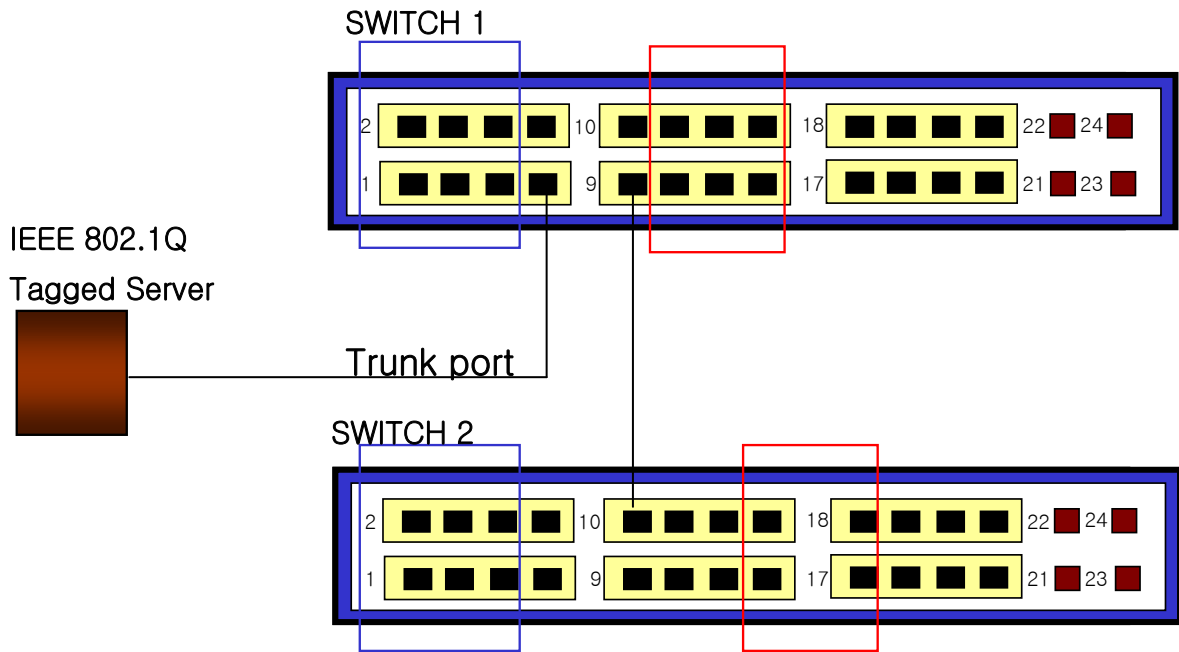 SWITCH 1
2 10 18 22 24
1 9 17 21 23
IEEE 802.1Q
Tagged Server
Trunk port
SWITCH 2
2 10 18 22 24
1 9 17 21 23